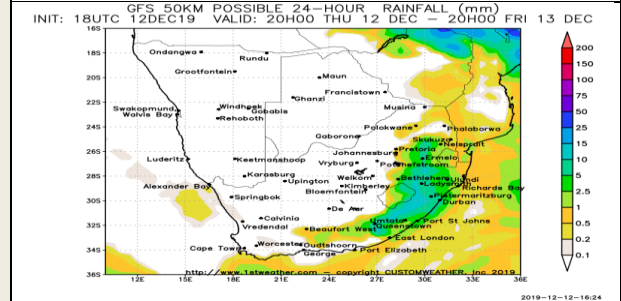 GFS 50KM POSSIBLE 24-HOUR RAINFALL (mm)
INIT: 18UTC 12DEC19 VALID: 20H00 THU 12 DEC - 20H00 FRI 13 DEC
16S
18S
20S
22S
24S
26S
28S
30S
32S
34S
36S
Ondangwa
Rundu
Grootfontein
Maun
Francistown
Ghanzi
Musina
Swakopmund
Windhoek
Gobabis
Walvis Bay
Rehoboth
Polokwane
Phalaborwa
Gaborone
Skukuza
Nelspruit
Johannesburg
Pretoria
Luderitz
Keetmanshoop
Vryburg
Potchefstroom
Ermelo
Karasburg
Upington
Welkom
Bethlehem
Ulundi
Alexander Bay
Kimberley
Ladysmith
Richards Bay
Bloemfontein
Springbok
Pietermaritzburg
De Aar
Durban
Calvinia
Umtata
Port St Johns
Vredendal
Beaufort West
Queenstown
East London
Cape Town
Worcester
Oudtshoorn
George
Port Elizabeth
http://www.1stweather.com - copyright CUSTOMWEATHER, Inc 2019
12E
15E
18E
21E
24E
27E
30E
33E
36E
200
150
100
75
50
25
15
10
5
2.5
1
0.5
0.2
0.1
2019-12-12-16:24